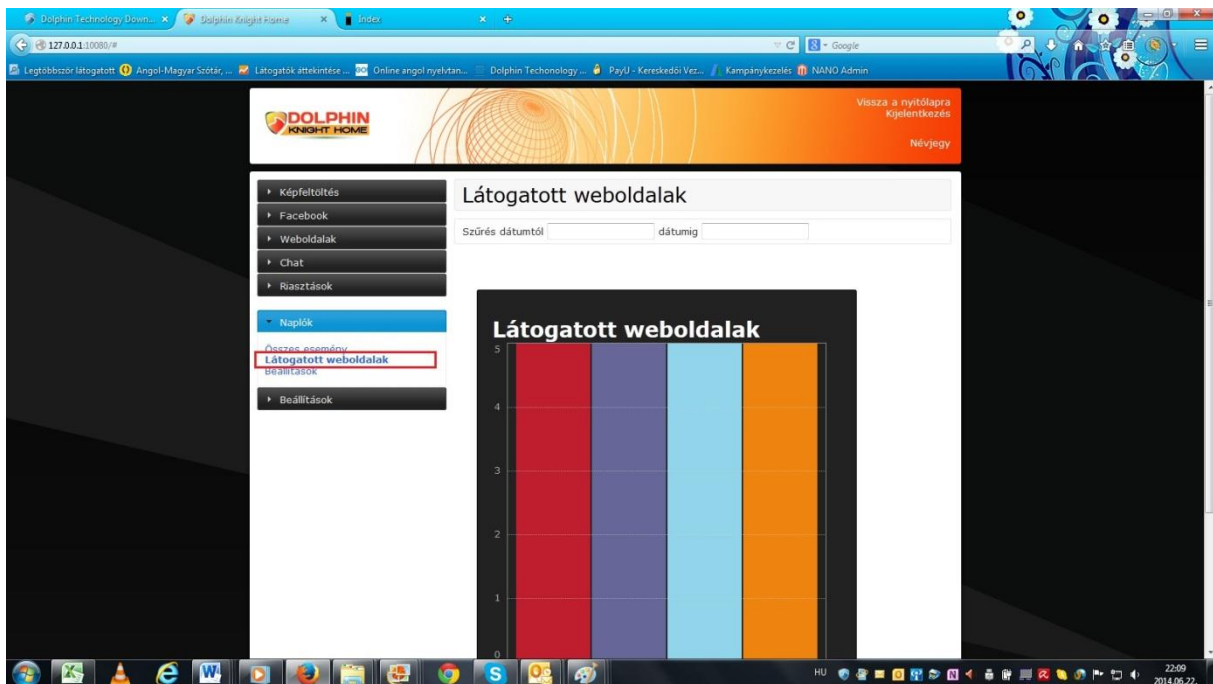 Dolphin Technology Down...
Dolphin Knight Home
Index
127.0.0.1:10080/#
Google
Legtöbbször látogatott
Angol-Magyar Szótár, ...
Látogatók áttekintése ...
Online angol nyelvtan...
Dolphin Techonology ...
PayU - Kereskedői Vez...
Kampánykezelés
NANO Admin
DOLPHIN
KNIGHT HOME
Vissza a nyitólapra
Kijelentkezés
Névjegy
Képfeltöltés
Facebook
Weboldalak
Chat
Riasztások
Naplók
Összes esemény
Látogatott weboldalak
Beállítások
Beállítások
Látogatott weboldalak
Szűrés dátumtól dátumig
Látogatott weboldalak
5
4
3
2
1
0
HU
22:09
2014.06.22.